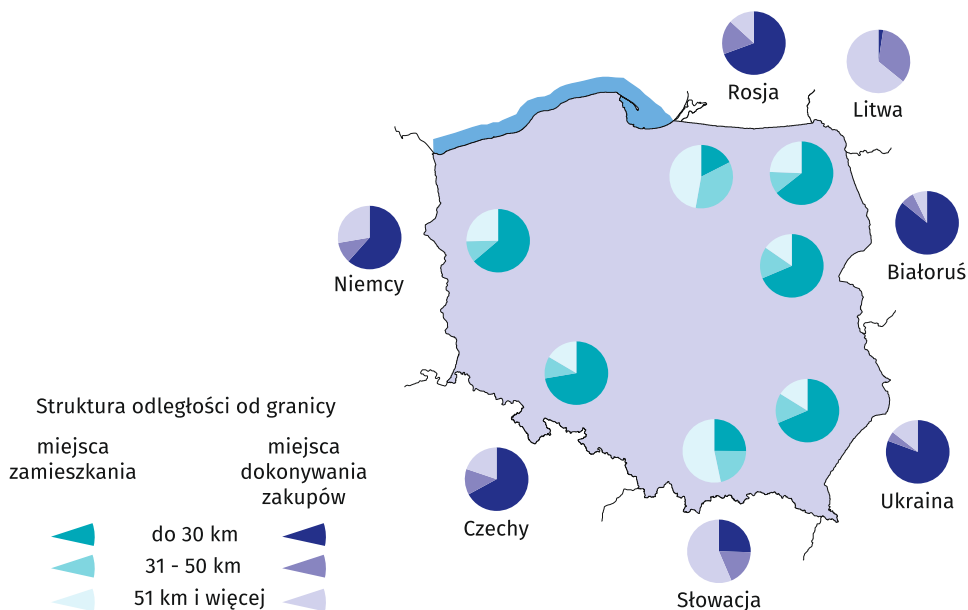 Rosja
Litwa
Niemcy
Białoruś
Czechy
Ukraina
Słowacja
Struktura odległości od granicy
miejsca
zamieszkania
miejsca
dokonywania
zakupów
do 30 km
31 - 50 km
51 km i więcej